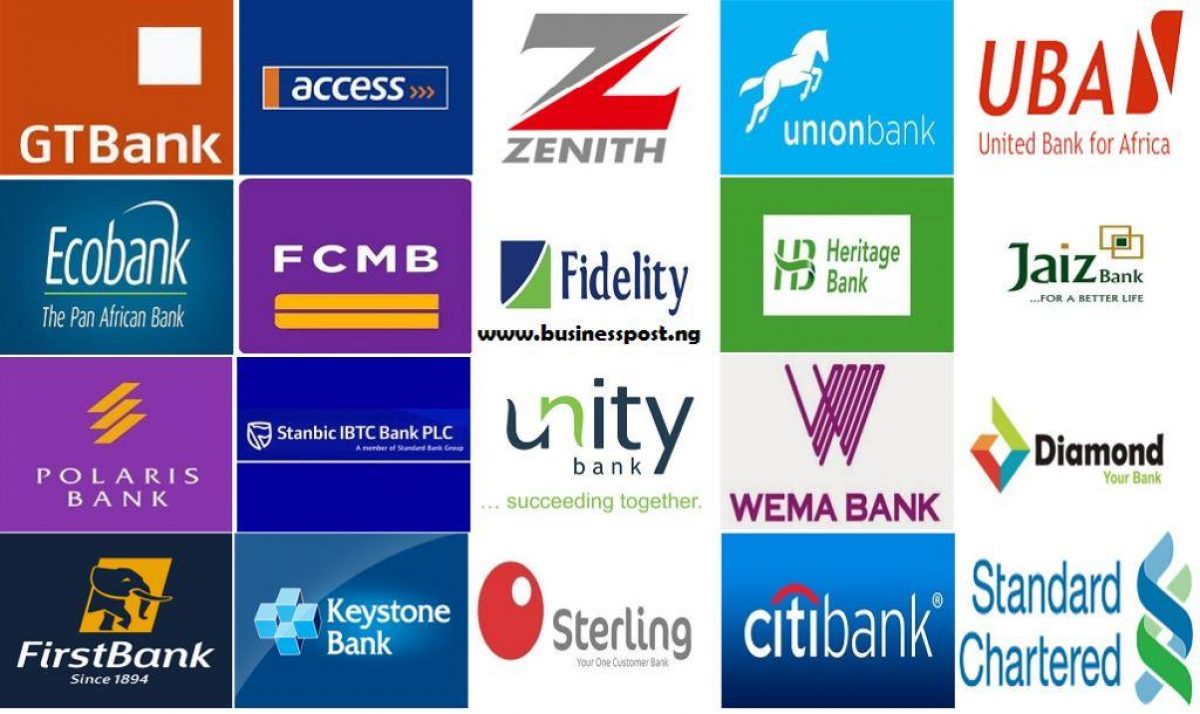 GTBank
access >>>
ZENITH
unionbank
UBA
United Bank for Africa
Ecobank
The Pan African Bank
FCMB
Fidelity
www.businesspost.ng
HB
Heritage
Bank
Jaiz Bank
...FOR A BETTER LIFE
POLARIS
BANK
Stanbic IBTC Bank PLC
A member of Standard Bank Group
unity
bank
... succeeding together.
WEMA BANK
Diamond
Your Bank
FirstBank
Since 1894
Keystone
Bank
Sterling
Your One Customer Bank
citibank®
Standard
Chartered